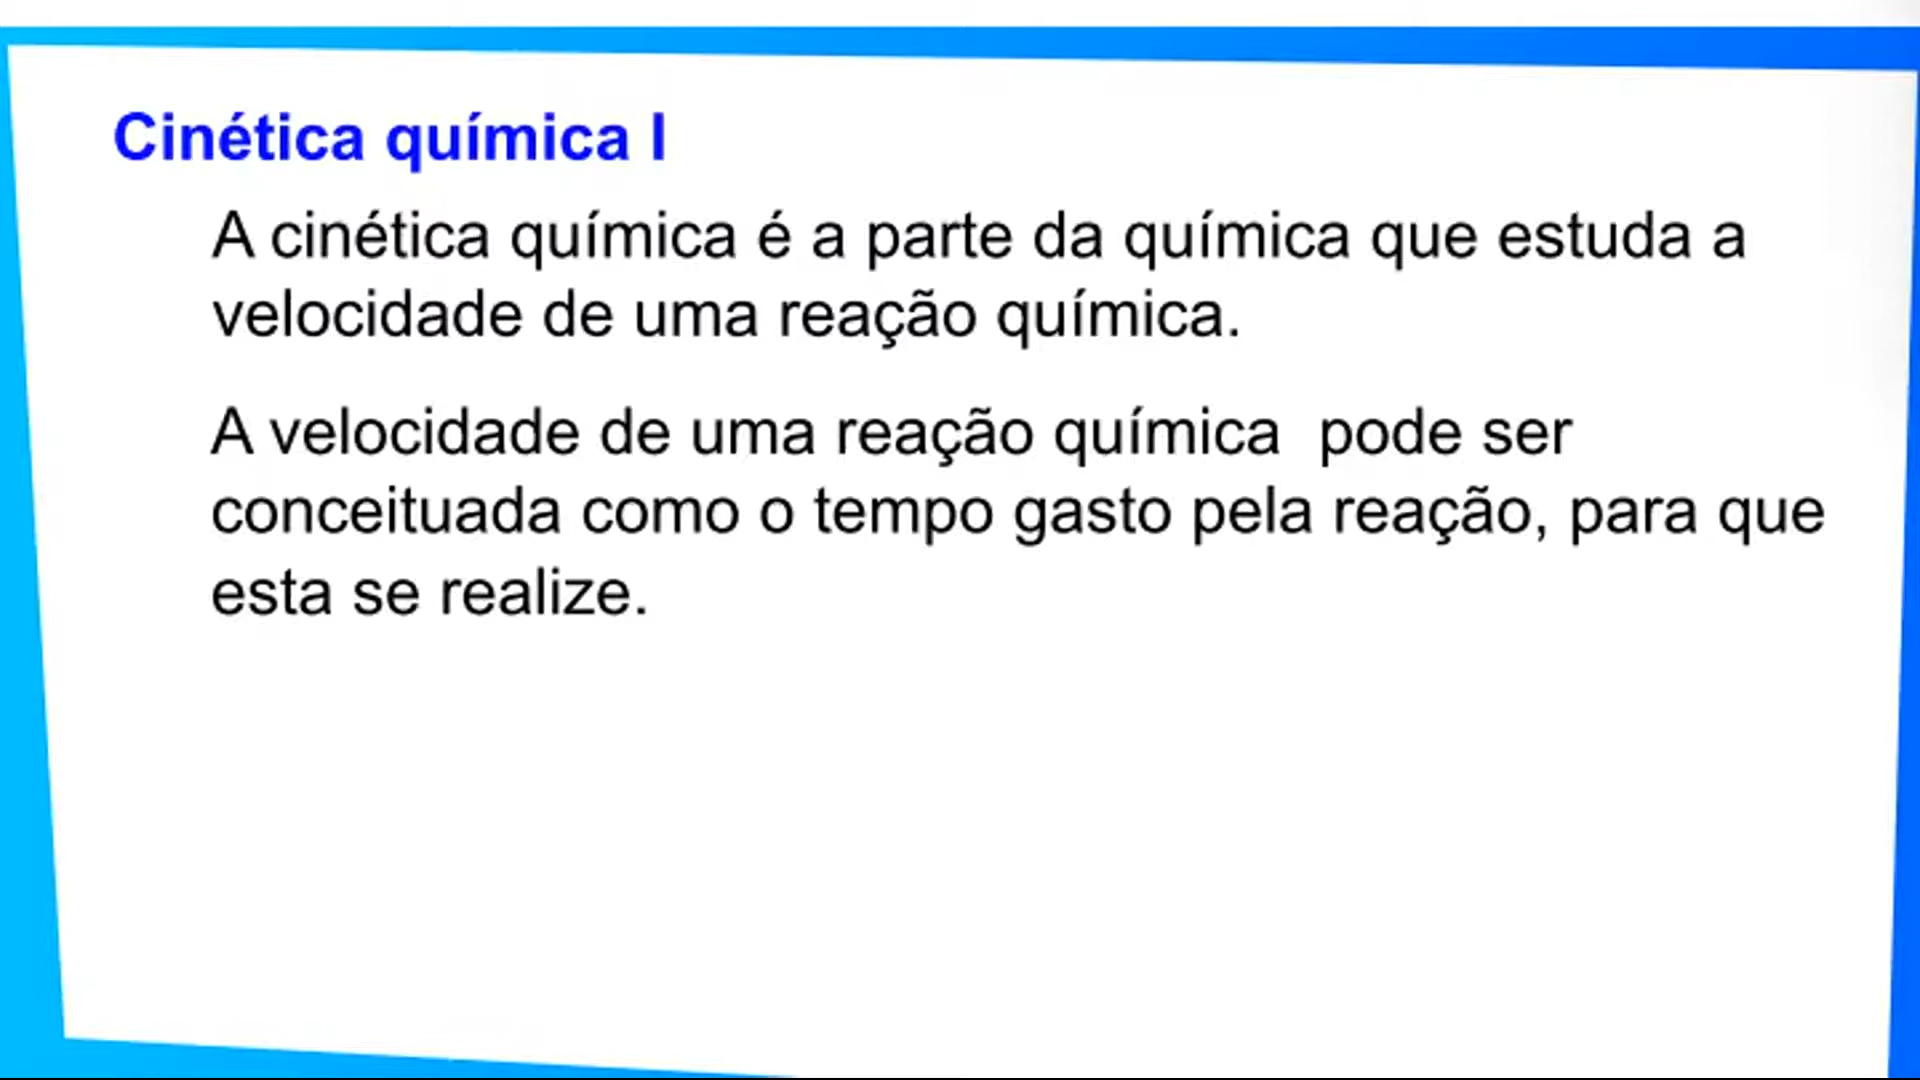 Cinética química I
A cinética química é a parte da química que estuda a
velocidade de uma reação química.
A velocidade de uma reação química  pode ser
conceituada como o tempo gasto pela reação, para que
esta se realize.